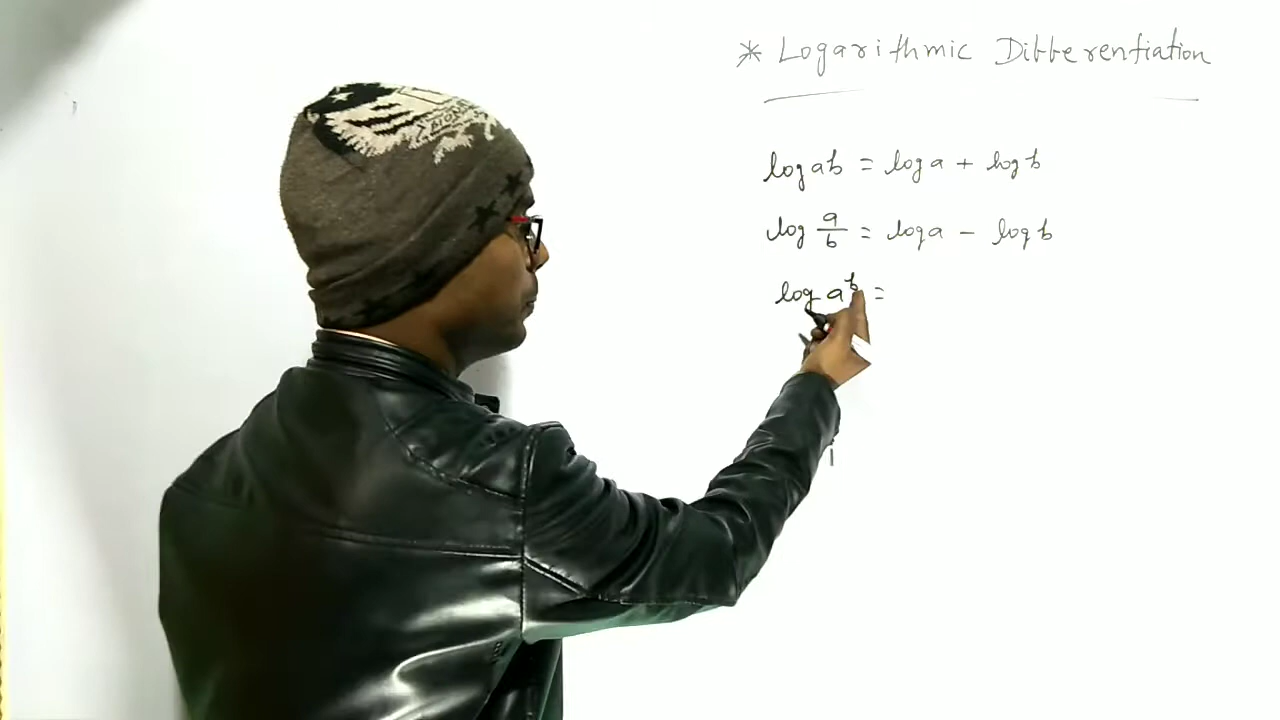 * Logarithmic Differentiation
log ab = log a + log b
log a/b = log a - log b
log a^b =